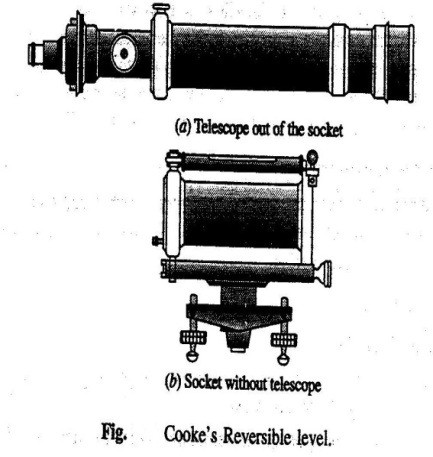 (a) Telescope out of the socket
(b) Socket without telescope
Fig. Cooke's Reversible level.